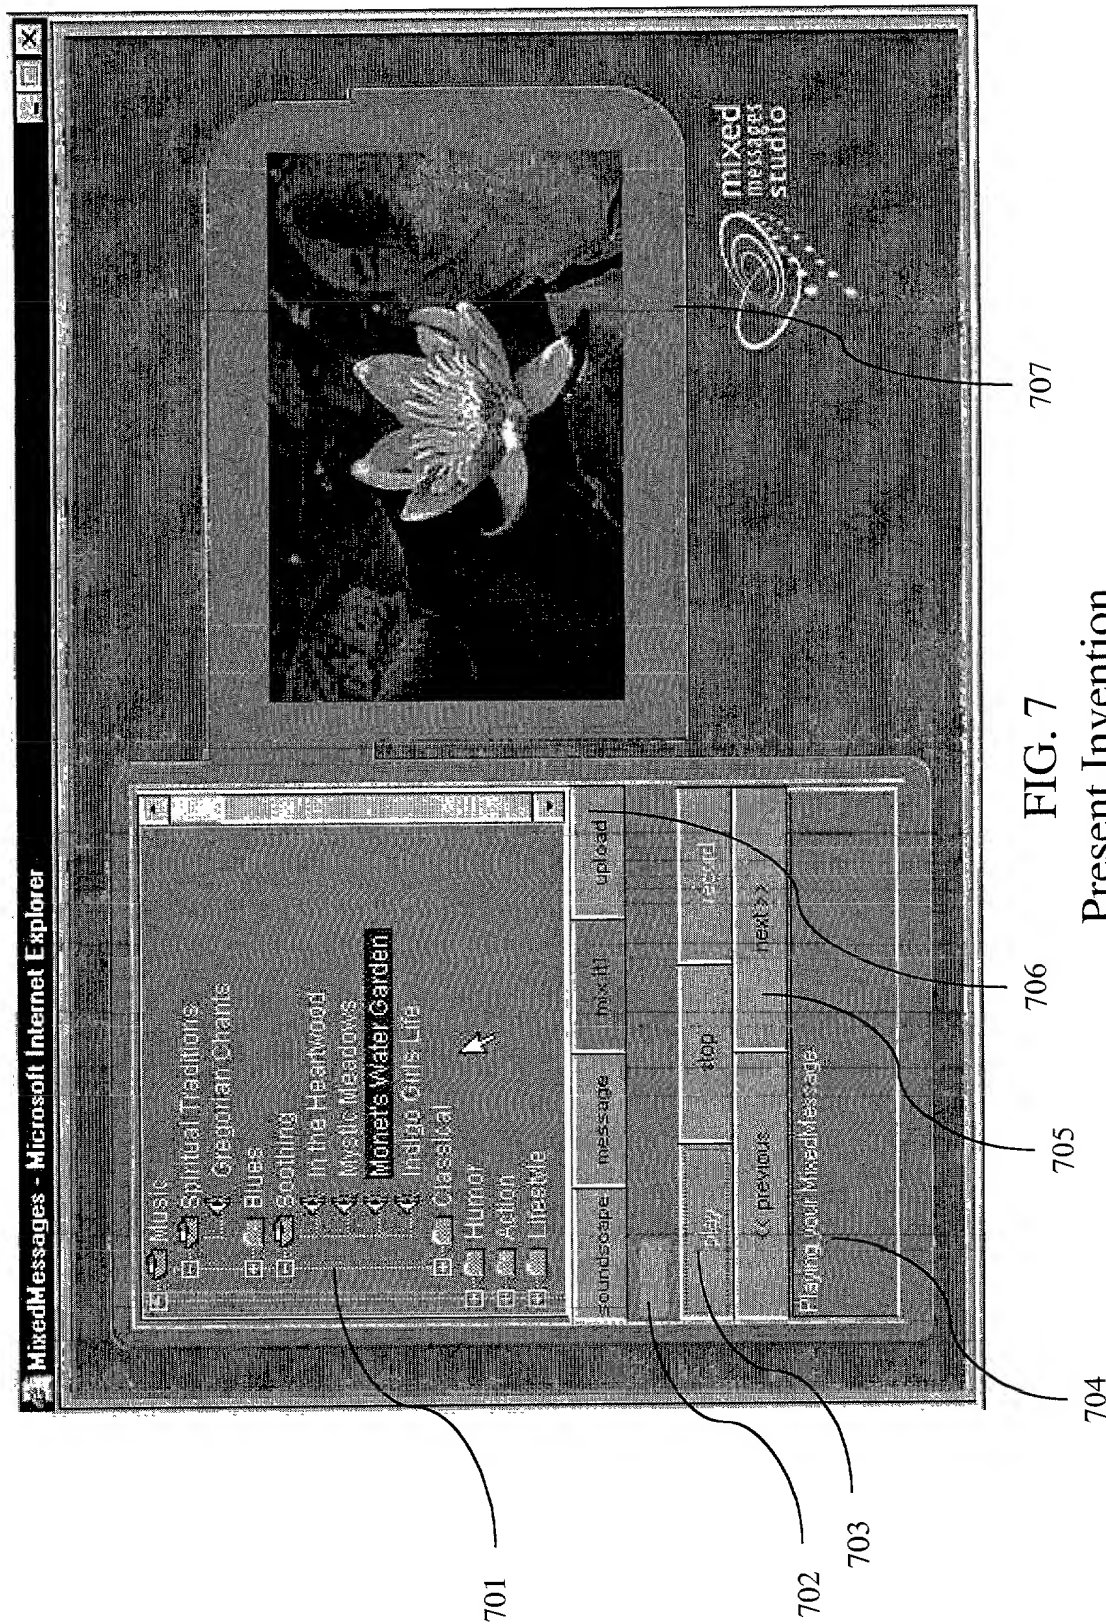 MixedMessages - Microsoft Internet Explorer
Music
Spiritual Traditions
Gregorian Chants
Blues
Soothing
In the Heartwood
Mystic Meadows
Monet's Water Garden
Indigo Girls Life
Classical
Humor
Action
Lifestyle
soundscape message mix it! upload
play stop record
<< previous next >>
Playing your MixedMessage
mixed
messages
studio
701
702
703
704
705
706
707
FIG. 7
Present Invention